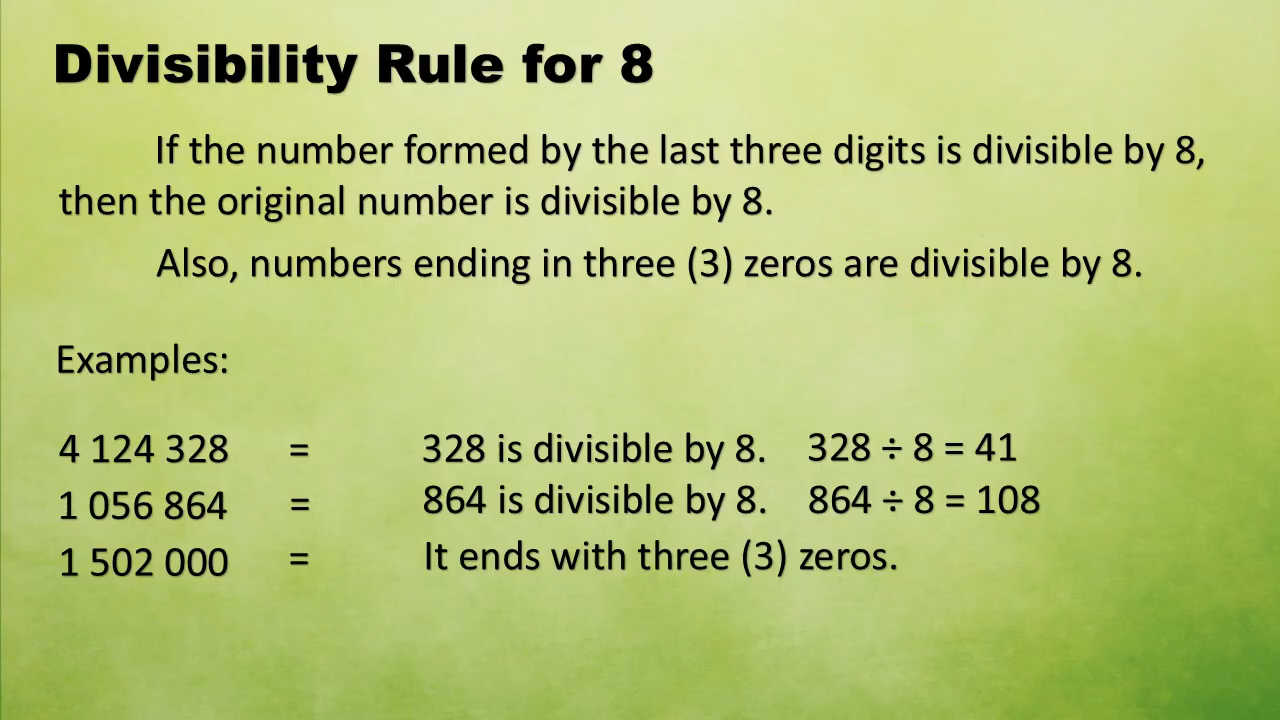 Divisibility Rule for 8
If the number formed by the last three digits is divisible by 8,
then the original number is divisible by 8.
Also, numbers ending in three (3) zeros are divisible by 8.
Examples:
4 124 328 = 328 is divisible by 8. 328 ÷ 8 = 41
1 056 864 = 864 is divisible by 8. 864 ÷ 8 = 108
1 502 000 = It ends with three (3) zeros.